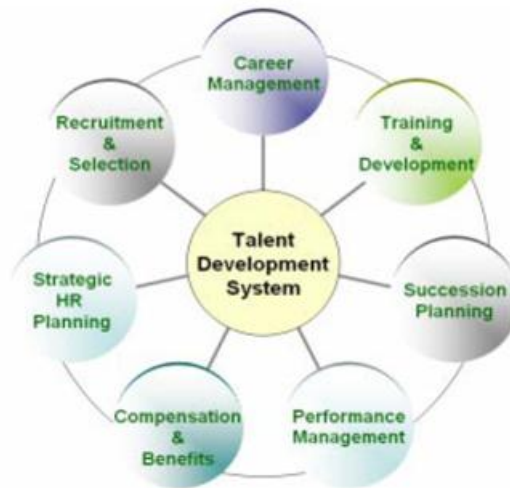 Career
Management
Training
&
Development
Succession
Planning
Performance
Management
Compensation
&
Benefits
Strategic
HR
Planning
Recruitment
&
Selection
Talent
Development
System